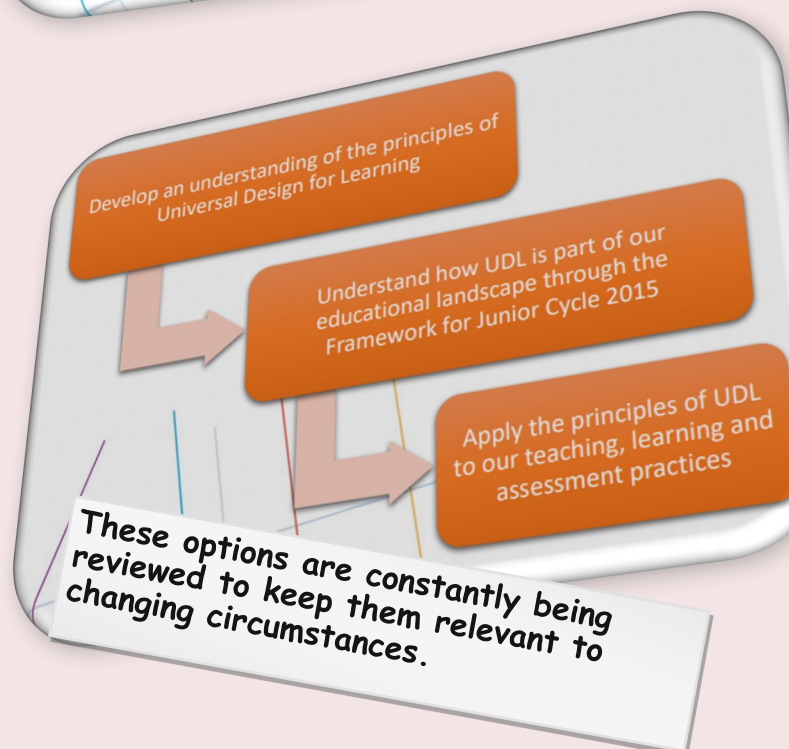 Develop an understanding of the principles of
Universal Design for Learning
Understand how UDL is part of our
educational landscape through the
Framework for Junior Cycle 2015
Apply the principles of UDL
to our teaching, learning and
assessment practices
These options are constantly being
reviewed to keep them relevant to
changing circumstances.